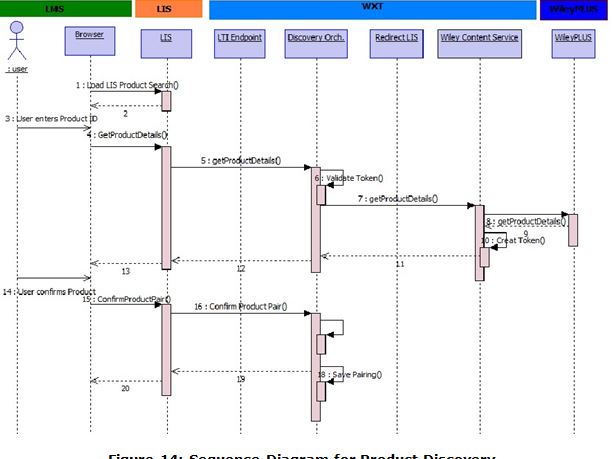 LMS LIS WXT WileyPLUS
Browser LIS LTI Endpoint Discovery Orch. Redirect LIS Wiley Content Service WileyPLUS
: user
1 : Load LIS Product Search()
2
3 : User enters Product ID
4 : GetProductDetails()
5 : getProductDetails()
6 : Validate Token()
7 : getProductDetails()
8 : getProductDetails()
9
10 : Creat Token()
11
12
13
14 : User confirms Product
15 : ConfirmProductPair()
16 : Confirm Product Pair()
18 : Save Pairing()
19
20
Figure 14: Sequence Diagram for Product Discovery